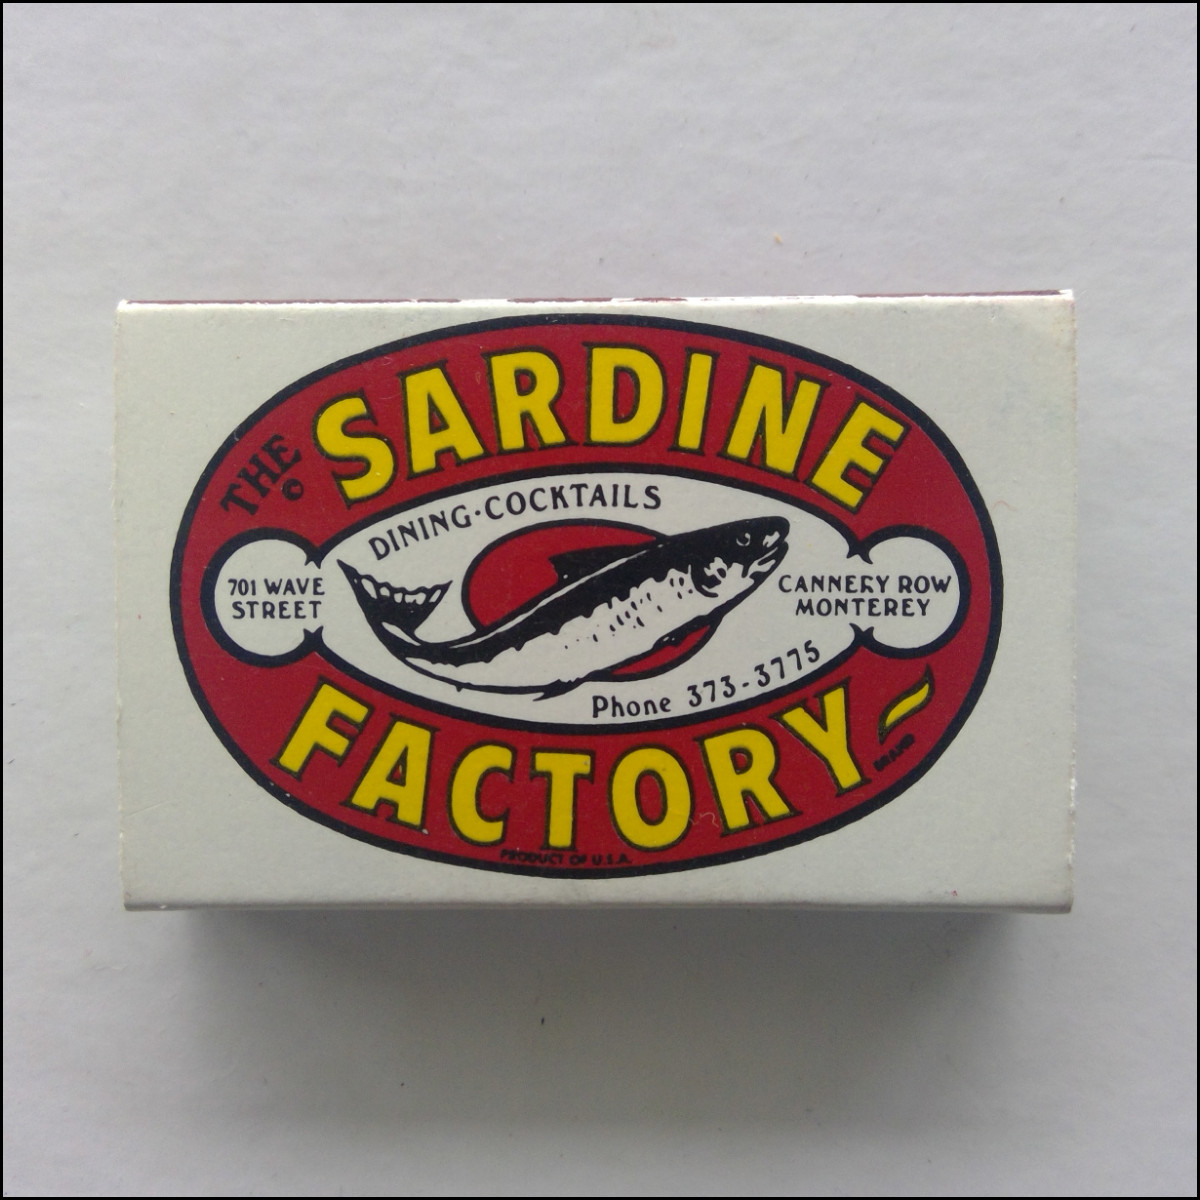 THE
©
SARDINE
DINING·COCKTAILS
701 WAVE
STREET
CANNERY ROW
MONTEREY
Phone 373-3775
FACTORY
BRAND
PRODUCT OF U.S.A.